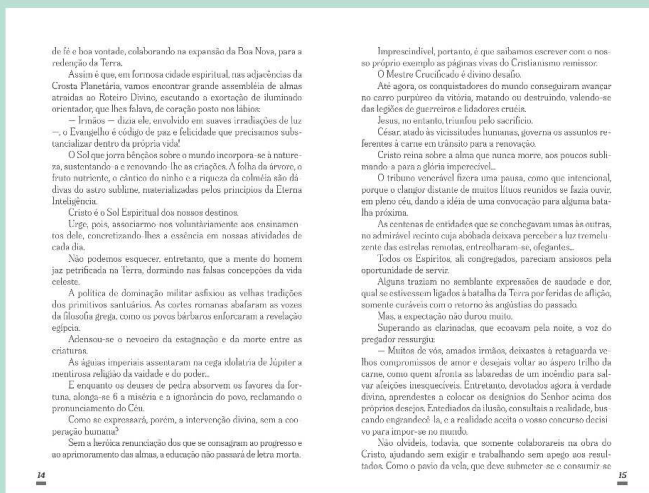 de fé e boa vontade, colaborando na expansão da Boa Nova, para a
redenção da Terra.
Assim é que, em formosa cidade espiritual, nas adjacências da
Crosta Planetária, vamos encontrar grande assembléia de almas
atraídas ao Roteiro Divino, escutando a exortação de iluminado
orientador, que lhes falava, de coração posto nos lábios:
— Irmãos — dizia ele, envolvido em suaves irradiações de luz
—, o Evangelho é código de paz e felicidade que precisamos subs-
tancializar dentro da própria vida!
O Sol que jorra bênçãos sobre o mundo incorpora-se à nature-
za, sustentando-a e renovando-lhe as criações. A folha da árvore, o
fruto nutriente, o cântico do ninho e a riqueza da colméia são dá-
divas do astro sublime, materializadas pelos princípios da Eterna
Inteligência.
Cristo é o Sol Espiritual dos nossos destinos.
Urge, pois, associarmo-nos voluntàriamente aos ensinamen-
tos dele, concretizando-lhes a essência em nossas atividades de
cada dia.
Não podemos esquecer, entretanto, que a mente do homem
jaz petrificada na Terra, dormindo nas falsas concepções da vida
celeste.
A política de dominação militar asfixiou as velhas tradições
dos primitivos santuários. As cortes romanas abafaram as vozes
da filosofia grega, como os povos bárbaros enforcaram a revelação
egípcia.
Adensou-se o nevoeiro da estagnação e da morte entre as
criaturas.
As águias imperiais assentaram na cega idolatria de Júpiter a
mentirosa religião da vaidade e do poder...
E enquanto os deuses de pedra absorvem os favores da for-
tuna, alonga-se 6 a miséria e a ignorância do povo, reclamando o
pronunciamento do Céu.
Como se expressará, porém, a intervenção divina, sem a coo-
peração humana?
Sem a heróica renunciação dos que se consagram ao progresso e
ao aprimoramento das almas, a educação não passará de letra morta.
14
Imprescindível, portanto, é que saibamos escrever com o nos-
so próprio exemplo as páginas vivas do Cristianismo remissor.
O Mestre Crucificado é divino desafio.
Até agora, os conquistadores do mundo conseguiram avançar
no carro purpúreo da vitória, matando ou destruindo, valendo-se
das legiões de guerreiros e lidadores cruéis.
Jesus, no entanto, triunfou pelo sacrifício.
César, atado às vicissitudes humanas, governa os assuntos re-
ferentes à carne em trânsito para a renovação.
Cristo reina sobre a alma que nunca morre, aos poucos subli-
mando-a para a glória imperecível...
O tribuno venerável fizera uma pausa, como que intencional,
porque o clangor distante de muitos lítuos reunidos se fazia ouvir,
em pleno céu, dando a idéia de uma convocação para alguma bata-
lha próxima.
As centenas de entidades que se conchegavam umas às outras,
no admirável recinto cuja abóbada deixava perceber a luz tremelu-
zente das estrelas remotas, entreolharam-se, ofegantes...
Todos os Espíritos, ali congregados, pareciam ansiosos pela
oportunidade de servir.
Alguns traziam no semblante expressões de saudade e dor,
qual se estivessem ligados à batalha da Terra por feridas de aflição,
somente curáveis com o retorno às angústias do passado.
Mas, a expectação não durou muito.
Superando as clarinadas, que ecoavam pela noite, a voz do
pregador ressurgiu:
— Muitos de vós, amados irmãos, deixastes à retaguarda ve-
lhos compromissos de amor e desejais voltar ao áspero trilho da
carne, como quem afronta as labaredas de um incêndio para sal-
var afeições inesquecíveis. Entretanto, devotados agora à verdade
divina, aprendestes a colocar os desígnios do Senhor acima dos
próprios desejos. Entediados da ilusão, consultais a realidade, bus-
cando engrandecê-la, e a realidade aceita o vosso concurso decisi-
vo para impor-se no mundo.
Não olvideis, todavia, que somente colaborareis na obra do
Cristo, ajudando sem exigir e trabalhando sem apego aos resul-
tados. Como o pavio da vela, que deve submeter-se e consumir-se
15